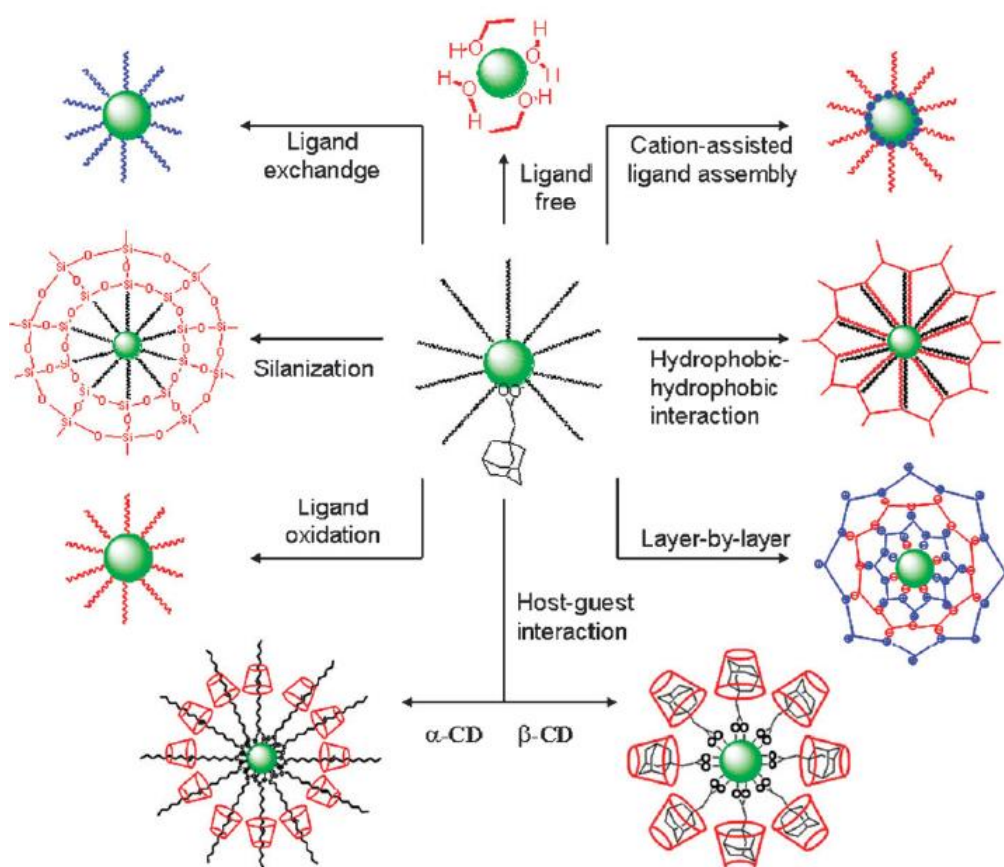 H
O
H
H
O
H
H
O
H
O
H
Ligand
exchandge
Ligand
free
Cation-assisted
ligand assembly
Silanization
Hydrophobic-
hydrophobic
interaction
Ligand
oxidation
Layer-by-layer
Host-guest
interaction
α-CD β-CD